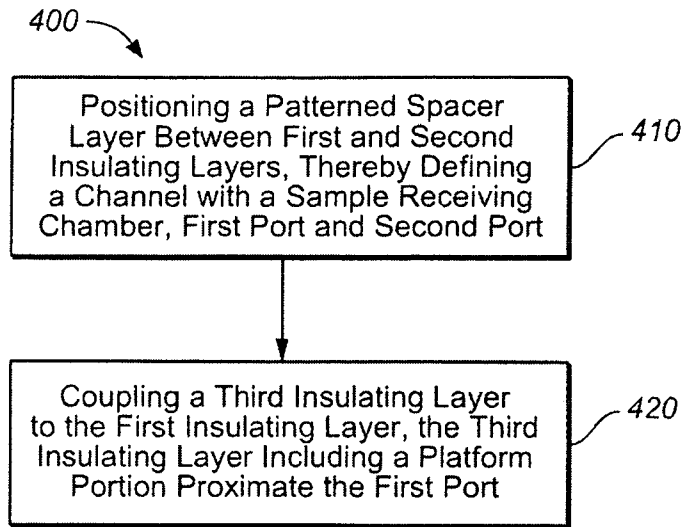 400
Positioning a Patterned Spacer
Layer Between First and Second
Insulating Layers, Thereby Defining
a Channel with a Sample Receiving
Chamber, First Port and Second Port
410
Coupling a Third Insulating Layer
to the First Insulating Layer, the Third
Insulating Layer Including a Platform
Portion Proximate the First Port
420